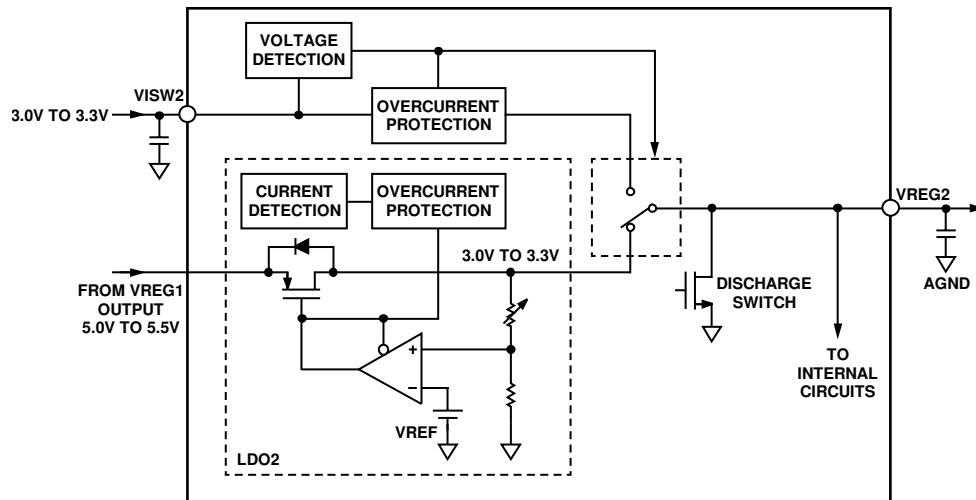 VOLTAGE
DETECTION
VISW2
3.0V TO 3.3V
OVERCURRENT
PROTECTION
CURRENT
DETECTION
OVERCURRENT
PROTECTION
VREG2
3.0V TO 3.3V
FROM VREG1
OUTPUT
5.0V TO 5.5V
DISCHARGE
SWITCH
AGND
+
–
VREF
TO
INTERNAL
CIRCUITS
LDO2